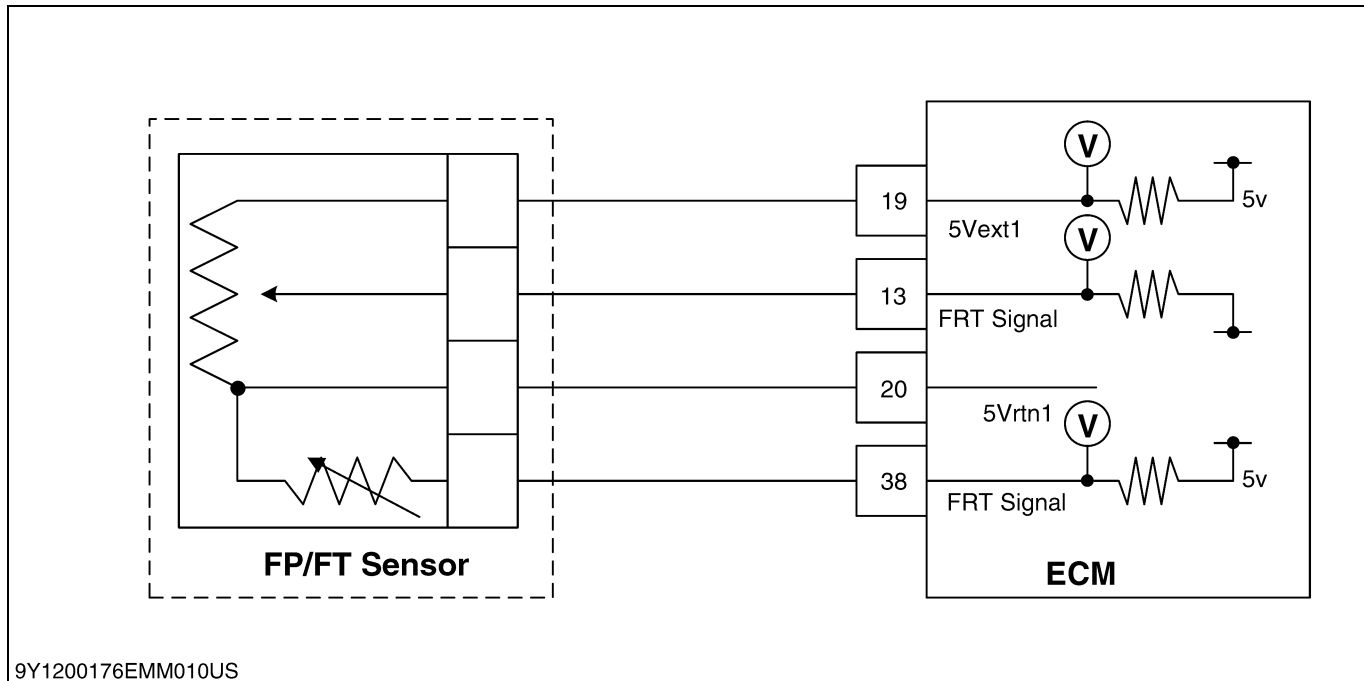 V
19
5Vext1
5v
V
13
FRT Signal
20
5Vrtn1
V
38
FRT Signal
5v
FP/FT Sensor
ECM
9Y1200176EMM010US